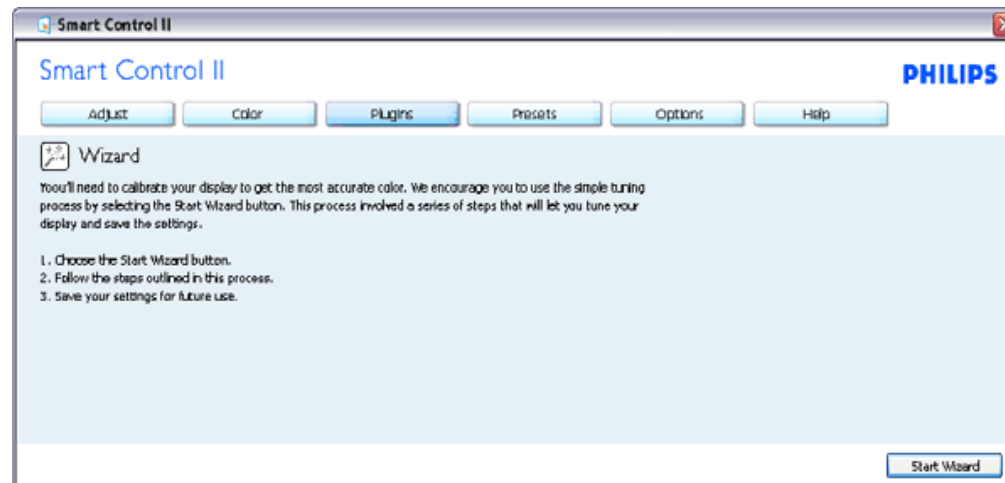 Smart Control II
Smart Control II
PHILIPS
Adjust Color Plugins Presets Options Help
Wizard
Yoou'll need to calibrate your display to get the most accurate color. We encourage you to use the simple tuning
process by selecting the Start Wizard button. This process involved a series of steps that will let you tune your
display and save the settings.
1. Choose the Start Wizard button.
2. Follow the steps outlined in this process.
3. Save your settings for future use.
Start Wizard